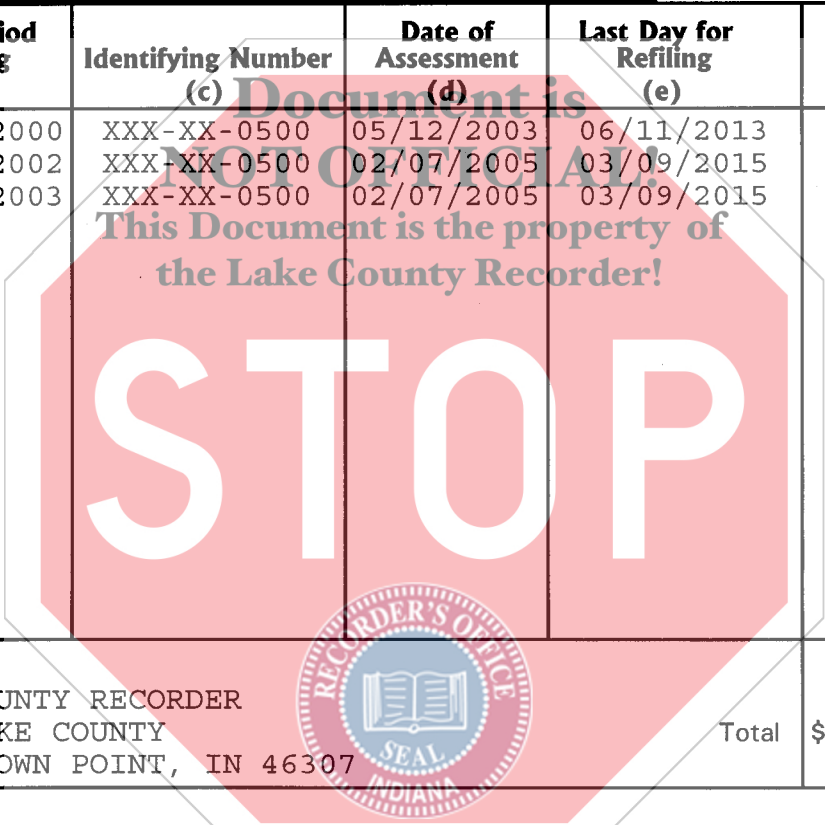 iod Identifying Number Date of Assessment Last Day for Refiling
(c) (d) (e)
2000 XXX-XX-0500 05/12/2003 06/11/2013
2002 XXX-XX-0500 02/07/2005 03/09/2015
2003 XXX-XX-0500 02/07/2005 03/09/2015
Document is
NOT OFFICIAL!
This Document is the property of
the Lake County Recorder!
STOP
RECORDER'S OFFICE
SEAL
INDIANA
UNTY RECORDER
KE COUNTY
OWN POINT, IN 46307
Total $